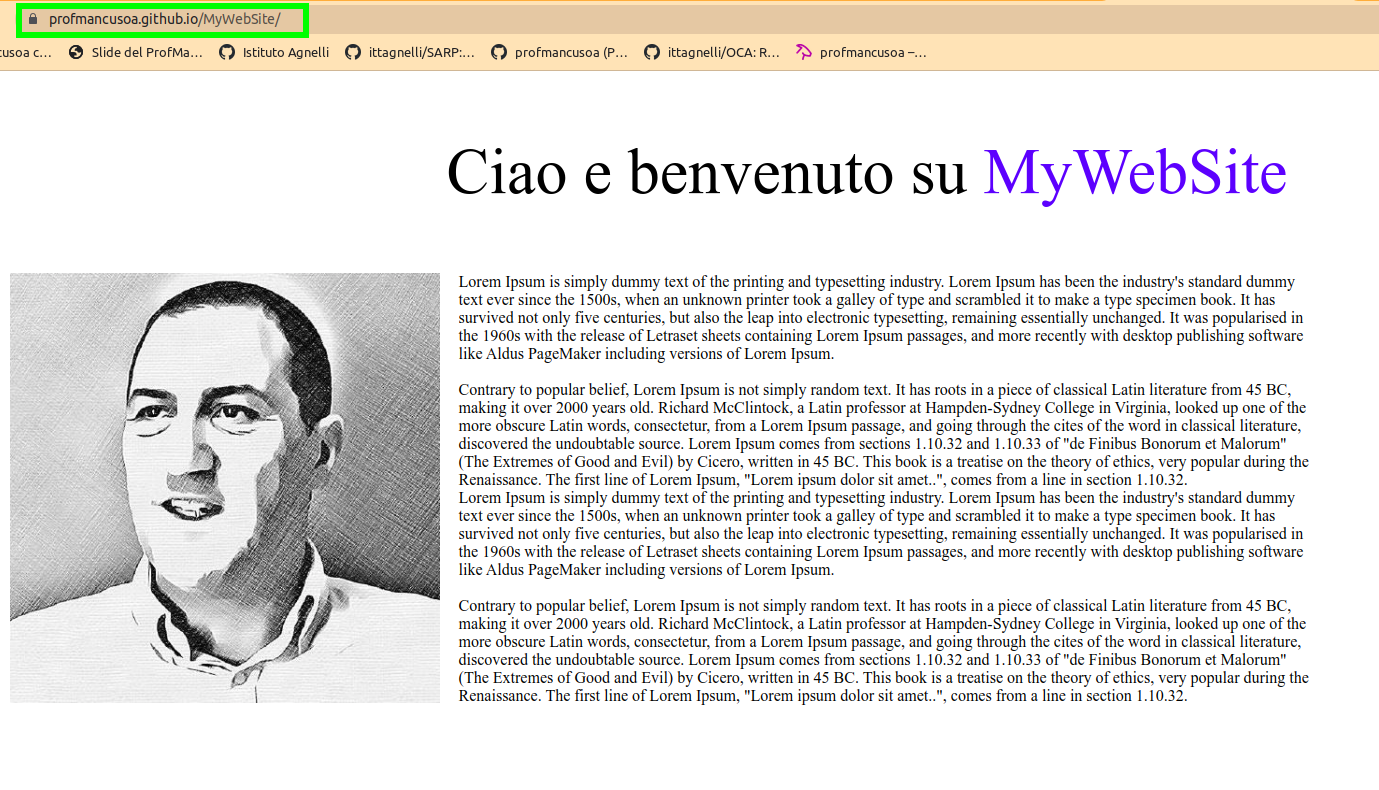 profmancusoa.github.io/MyWebSite/
cusoa c… Slide del ProfMa… Istituto Agnelli ittagnelli/SARP:… profmancusoa (P… ittagnelli/OCA: R… profmancusoa –…
Ciao e benvenuto su MyWebSite
Lorem Ipsum is simply dummy text of the printing and typesetting industry. Lorem Ipsum has been the industry's standard dummy
text ever since the 1500s, when an unknown printer took a galley of type and scrambled it to make a type specimen book. It has
survived not only five centuries, but also the leap into electronic typesetting, remaining essentially unchanged. It was popularised in
the 1960s with the release of Letraset sheets containing Lorem Ipsum passages, and more recently with desktop publishing software
like Aldus PageMaker including versions of Lorem Ipsum.
Contrary to popular belief, Lorem Ipsum is not simply random text. It has roots in a piece of classical Latin literature from 45 BC,
making it over 2000 years old. Richard McClintock, a Latin professor at Hampden-Sydney College in Virginia, looked up one of the
more obscure Latin words, consectetur, from a Lorem Ipsum passage, and going through the cites of the word in classical literature,
discovered the undoubtable source. Lorem Ipsum comes from sections 1.10.32 and 1.10.33 of "de Finibus Bonorum et Malorum"
(The Extremes of Good and Evil) by Cicero, written in 45 BC. This book is a treatise on the theory of ethics, very popular during the
Renaissance. The first line of Lorem Ipsum, "Lorem ipsum dolor sit amet..", comes from a line in section 1.10.32.
Lorem Ipsum is simply dummy text of the printing and typesetting industry. Lorem Ipsum has been the industry's standard dummy
text ever since the 1500s, when an unknown printer took a galley of type and scrambled it to make a type specimen book. It has
survived not only five centuries, but also the leap into electronic typesetting, remaining essentially unchanged. It was popularised in
the 1960s with the release of Letraset sheets containing Lorem Ipsum passages, and more recently with desktop publishing software
like Aldus PageMaker including versions of Lorem Ipsum.
Contrary to popular belief, Lorem Ipsum is not simply random text. It has roots in a piece of classical Latin literature from 45 BC,
making it over 2000 years old. Richard McClintock, a Latin professor at Hampden-Sydney College in Virginia, looked up one of the
more obscure Latin words, consectetur, from a Lorem Ipsum passage, and going through the cites of the word in classical literature,
discovered the undoubtable source. Lorem Ipsum comes from sections 1.10.32 and 1.10.33 of "de Finibus Bonorum et Malorum"
(The Extremes of Good and Evil) by Cicero, written in 45 BC. This book is a treatise on the theory of ethics, very popular during the
Renaissance. The first line of Lorem Ipsum, "Lorem ipsum dolor sit amet..", comes from a line in section 1.10.32.